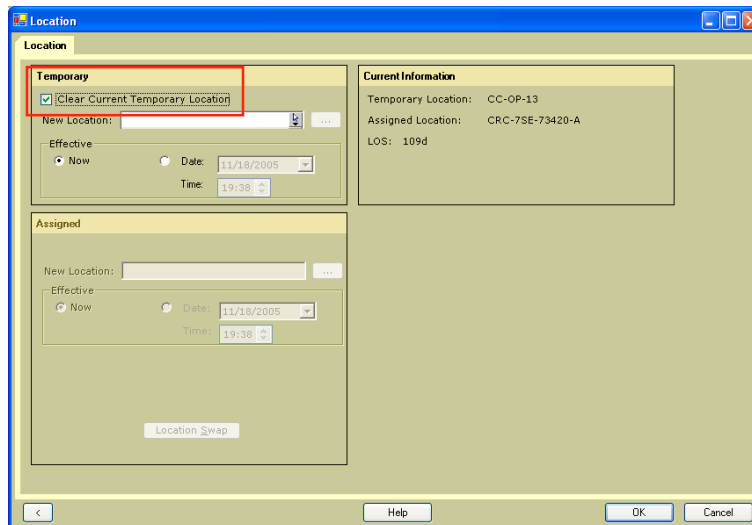 Location
Location
Temporary
Clear Current Temporary Location
New Location: ...
Effective
Now Date: 11/18/2005
Time: 19:38
Current Information
Temporary Location: CC-OP-13
Assigned Location: CRC-7SE-73420-A
LOS: 109d
Assigned
New Location: ...
Effective
Now Date: 11/18/2005
Time: 19:38
Location Swap
< Help OK Cancel